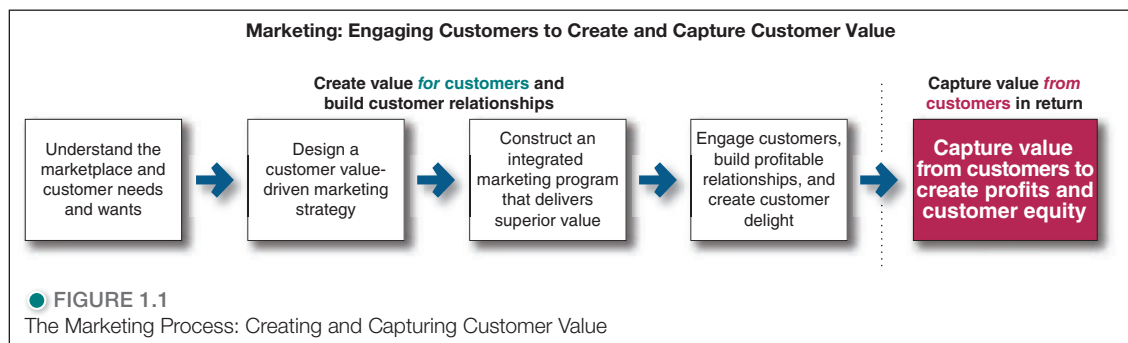 Marketing: Engaging Customers to Create and Capture Customer Value
Create value for customers and
build customer relationships
Capture value from
customers in return
Understand the
marketplace and
customer needs
and wants
Design a
customer value-
driven marketing
strategy
Construct an
integrated
marketing program
that delivers
superior value
Engage customers,
build profitable
relationships, and
create customer
delight
Capture value
from customers to
create profits and
customer equity
FIGURE 1.1
The Marketing Process: Creating and Capturing Customer Value